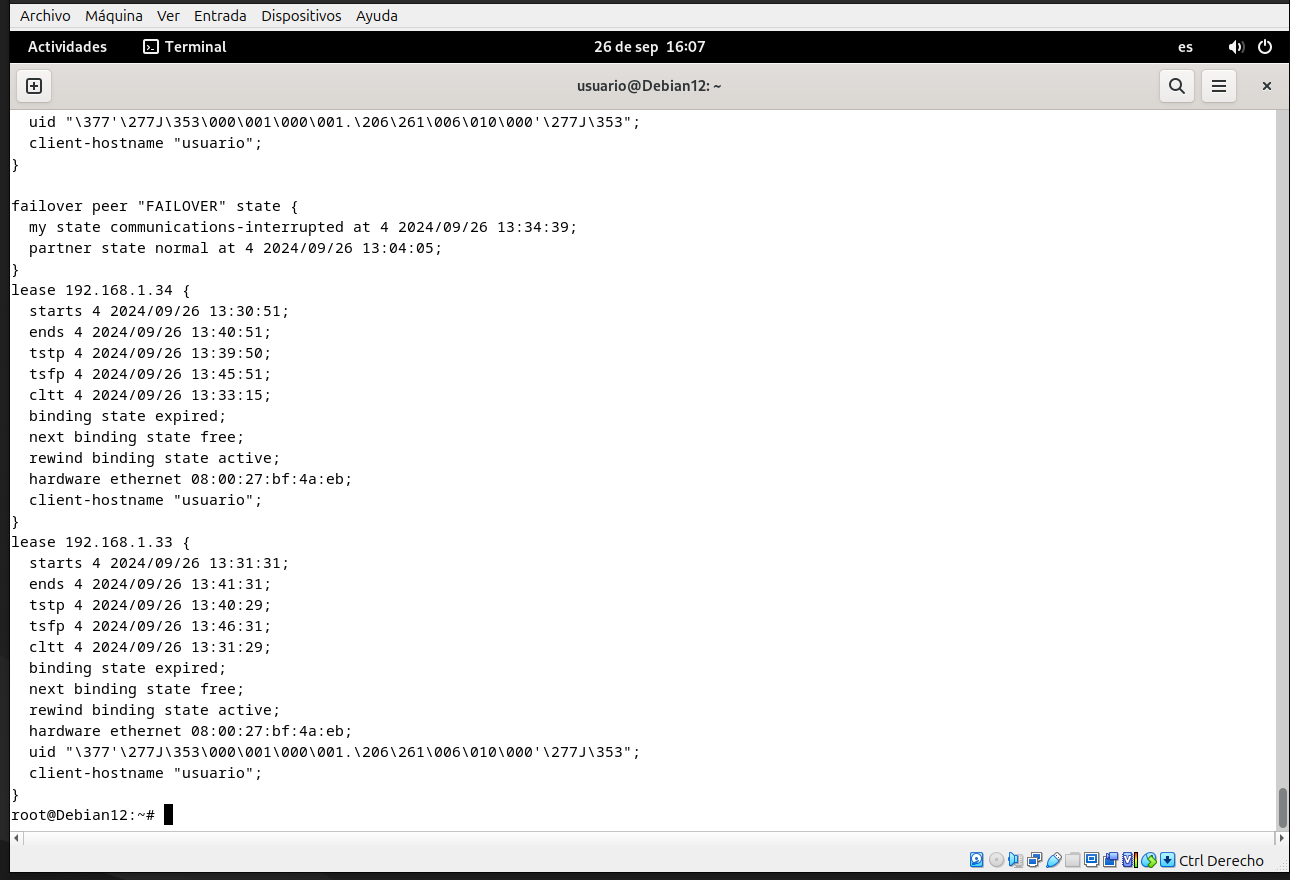 Archivo Máquina Ver Entrada Dispositivos Ayuda
Actividades Terminal 26 de sep 16:07 es
usuario@Debian12: ~
  uid "\377'\277J\353\000\001\000\001.\206\261\006\010\000'\277J\353";
  client-hostname "usuario";
}

failover peer "FAILOVER" state {
  my state communications-interrupted at 4 2024/09/26 13:34:39;
  partner state normal at 4 2024/09/26 13:04:05;
}
lease 192.168.1.34 {
  starts 4 2024/09/26 13:30:51;
  ends 4 2024/09/26 13:40:51;
  tstp 4 2024/09/26 13:39:50;
  tsfp 4 2024/09/26 13:45:51;
  cltt 4 2024/09/26 13:33:15;
  binding state expired;
  next binding state free;
  rewind binding state active;
  hardware ethernet 08:00:27:bf:4a:eb;
  client-hostname "usuario";
}
lease 192.168.1.33 {
  starts 4 2024/09/26 13:31:31;
  ends 4 2024/09/26 13:41:31;
  tstp 4 2024/09/26 13:40:29;
  tsfp 4 2024/09/26 13:46:31;
  cltt 4 2024/09/26 13:31:29;
  binding state expired;
  next binding state free;
  rewind binding state active;
  hardware ethernet 08:00:27:bf:4a:eb;
  uid "\377'\277J\353\000\001\000\001.\206\261\006\010\000'\277J\353";
  client-hostname "usuario";
}
root@Debian12:~#
Ctrl Derecho